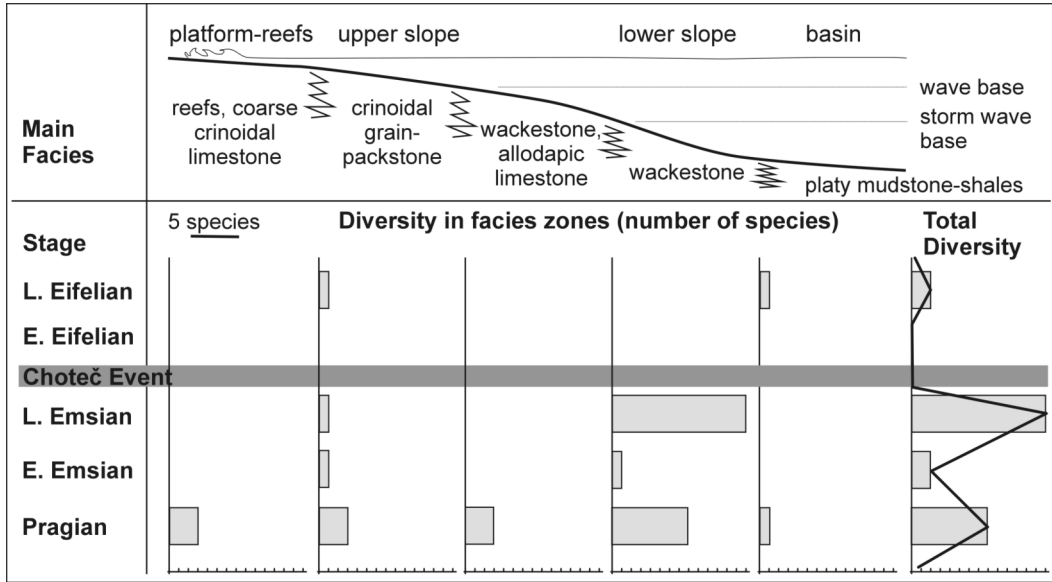 platform-reefs upper slope lower slope basin
wave base
storm wave
base
Main
Facies
reefs, coarse
crinoidal
limestone
crinoidal
grain-
packstone
wackestone,
allodapic
limestone
wackestone
platy mudstone-shales
Stage
5 species
Diversity in facies zones (number of species)
Total
Diversity
L. Eifelian
E. Eifelian
Choteč Event
L. Emsian
E. Emsian
Pragian